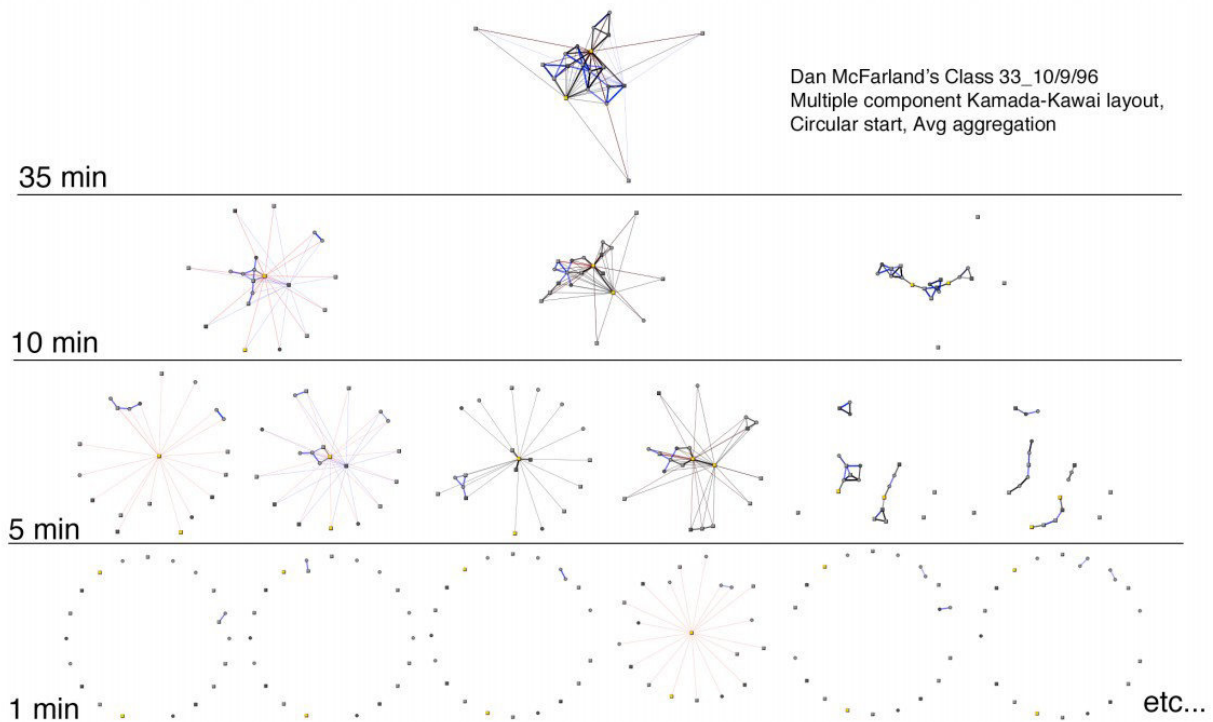 Dan McFarland's Class 33_10/9/96
Multiple component Kamada-Kawai layout,
Circular start, Avg aggregation
35 min
10 min
5 min
1 min
etc...